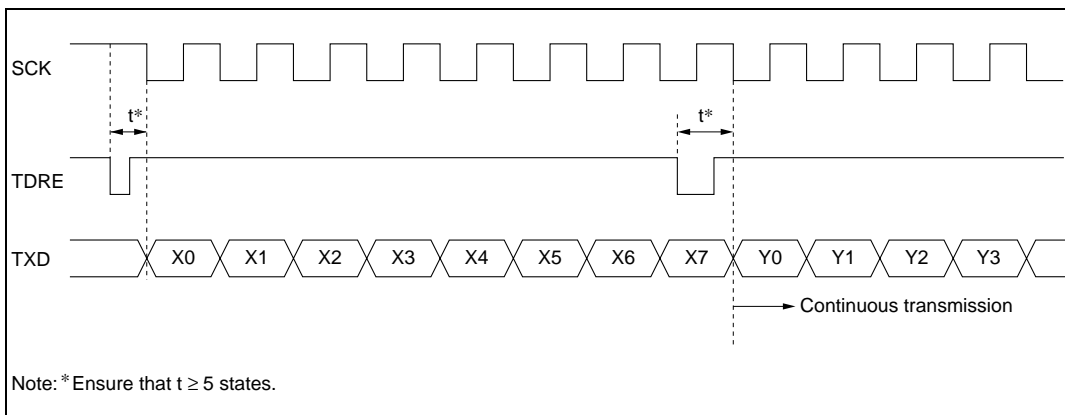 SCK
t* t*
TDRE
TXD X0 X1 X2 X3 X4 X5 X6 X7 Y0 Y1 Y2 Y3
Continuous transmission
Note: * Ensure that t ≥ 5 states.